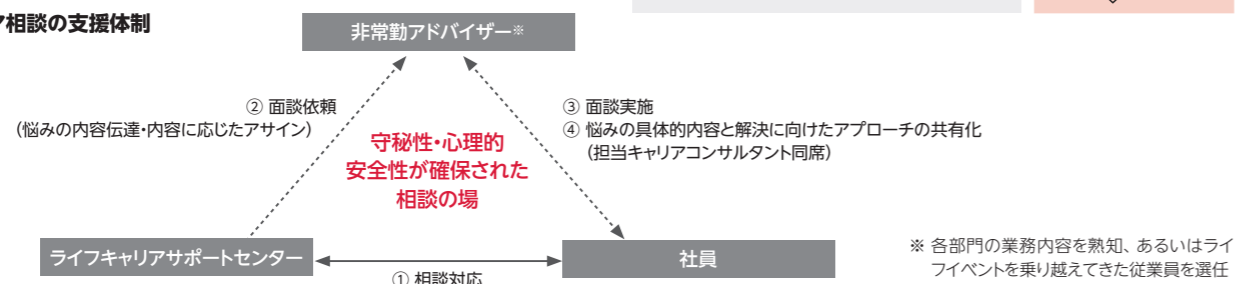 相談の支援体制
非常勤アドバイザー※
② 面談依頼
（悩みの内容伝達・内容に応じたアサイン）
③ 面談実施
④ 悩みの具体的内容と解決に向けたアプローチの共有化
（担当キャリアコンサルタント同席）
守秘性・心理的
安全性が確保された
相談の場
ライフキャリアサポートセンター
① 相談対応
社員
※ 各部門の業務内容を熟知、あるいはライ
フイベントを乗り越えてきた従業員を選任